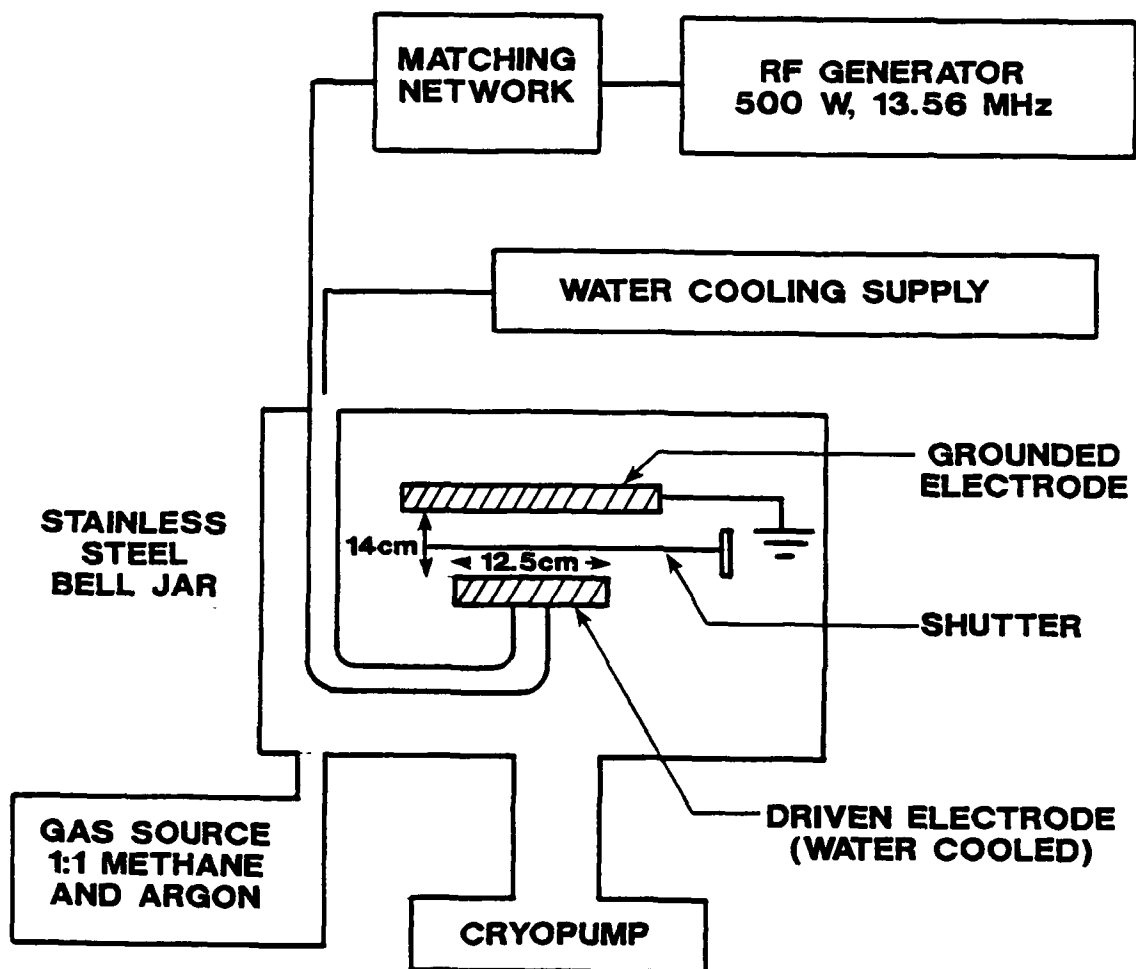 MATCHING
NETWORK
RF GENERATOR
500 W, 13.56 MHz
WATER COOLING SUPPLY
GROUNDED
ELECTRODE
STAINLESS
STEEL
BELL JAR
14cm
12.5cm
SHUTTER
DRIVEN ELECTRODE
(WATER COOLED)
GAS SOURCE
1:1 METHANE
AND ARGON
CRYOPUMP